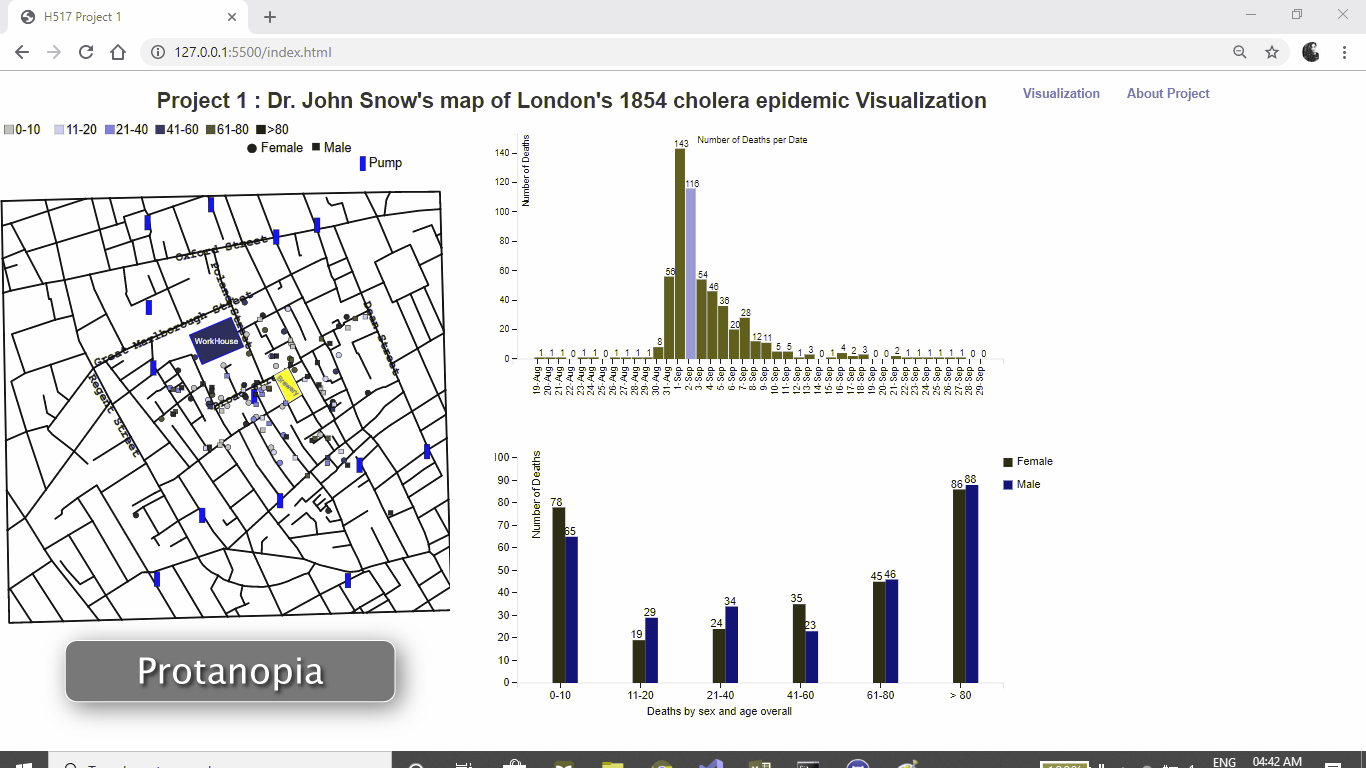 H517 Project 1
127.0.0.1:5500/index.html
Project 1 : Dr. John Snow's map of London's 1854 cholera epidemic Visualization
Visualization About Project
0-10 11-20 21-40 41-60 61-80 >80
Female Male
Pump
Oxford Street
Poland Street
Great Marlborough Street
Dean Street
WorkHouse
Brewery
Regent Street
Number of Deaths per Date
Number of Deaths
140
120
100
80
60
40
20
0
1 1 1 0 1 1 0 1 1 1 1 8 56 143 116 54 46 36 20 28 12 11 5 5 1 3 0 1 4 2 3 0 0 2 1 1 1 1 1 1 0 0
19-Aug 20-Aug 21-Aug 22-Aug 23-Aug 24-Aug 25-Aug 26-Aug 27-Aug 28-Aug 29-Aug 30-Aug 31-Aug 1-Sep 2-Sep 3-Sep 4-Sep 5-Sep 6-Sep 7-Sep 8-Sep 9-Sep 10-Sep 11-Sep 12-Sep 13-Sep 14-Sep 15-Sep 16-Sep 17-Sep 18-Sep 19-Sep 20-Sep 21-Sep 22-Sep 23-Sep 24-Sep 25-Sep 26-Sep 27-Sep 28-Sep 29-Sep
Number of Deaths
100
90
80
70
60
50
40
30
20
10
0
78 65 19 29 24 34 35 23 45 46 86 88
0-10 11-20 21-40 41-60 61-80 > 80
Deaths by sex and age overall
Female
Male
Protanopia
ENG 04:42 AM